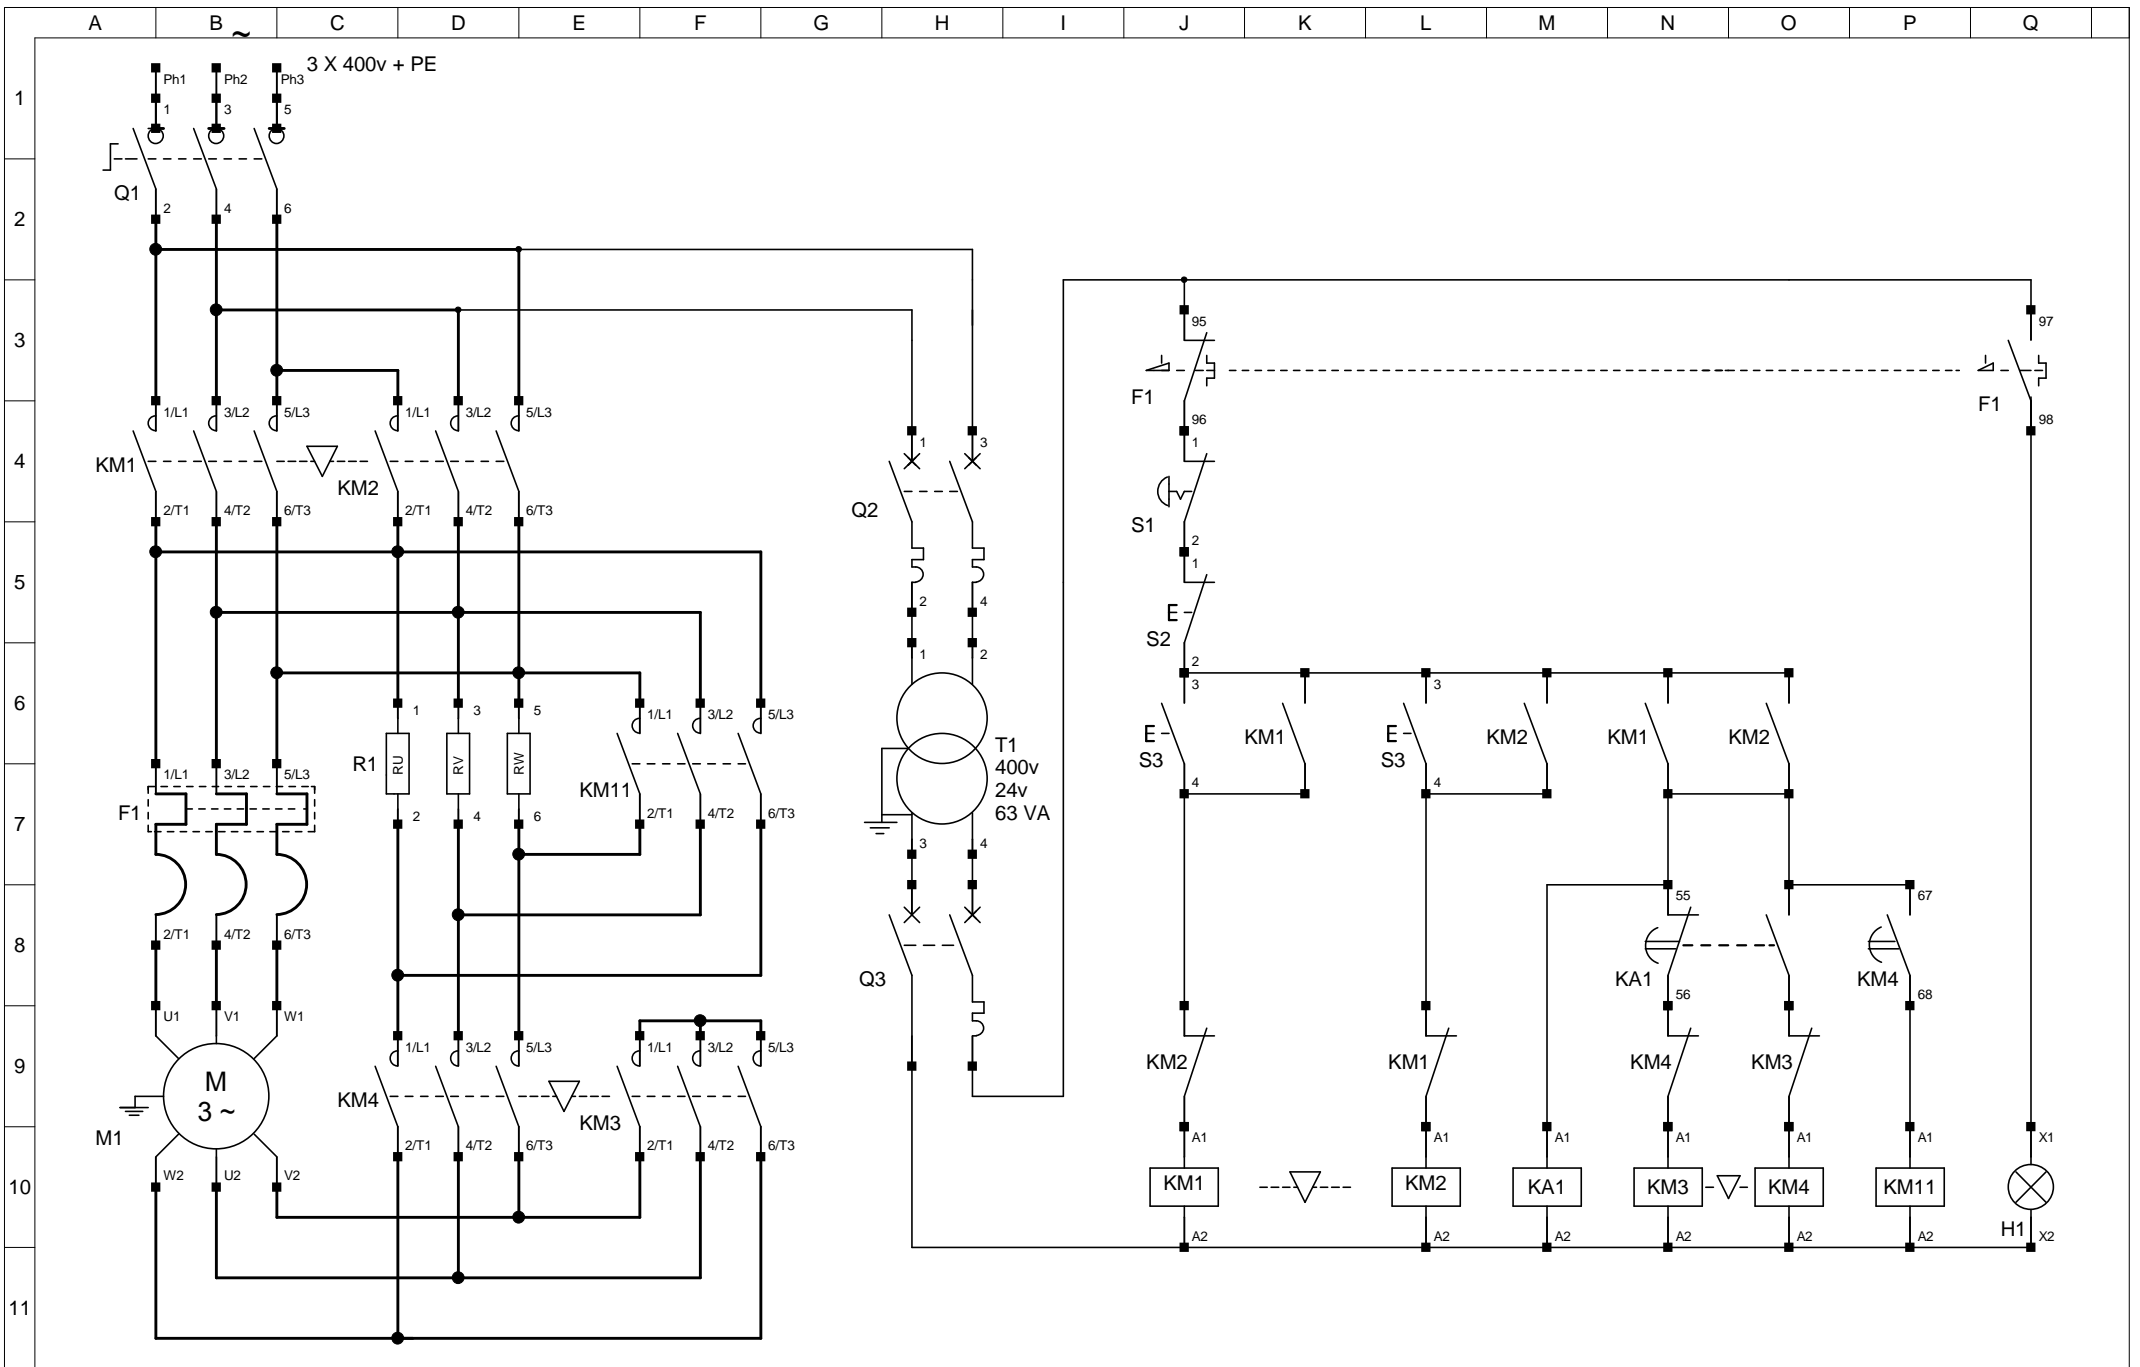 A B C D E F G H I J K L M N O P Q
~
3 X 400v + PE
Ph1 Ph2 Ph3
1
1 3 5
Q1
2
2 4 6
3
95 97
F1 F1
96 98
1/L1 3/L2 5/L3 1/L1 3/L2 5/L3
4
KM1 KM2
1 3
1
2/T1 4/T2 6/T3 2/T1 4/T2 6/T3
Q2
S1
2
1
5
2 4
E
S2
1 2
2
6
1 3 5
1/L1 3/L2 5/L3
3 3
R1 RU RV RW
KM11
T1
400v
24v
63 VA
E
S3
KM1
E
S3
KM2 KM1 KM2
4 4
1/L1 3/L2 5/L3
F1
7
2 4 6
2/T1 4/T2 6/T3
3 4
55 67
8
2/T1 4/T2 6/T3
Q3
KA1 KM4
56 68
U1 V1 W1
9
1/L1 3/L2 5/L3 1/L1 3/L2 5/L3
KM2 KM1 KM4 KM3
M
3 ~
KM4 KM3
M1
2/T1 4/T2 6/T3 2/T1 4/T2 6/T3
A1 A1 A1 A1 A1 A1 X1
W2 U2 V2
10
KM1 KM2 KA1 KM3 KM4 KM11
H1
A2 A2 A2 A2 A2 A2 X2
11